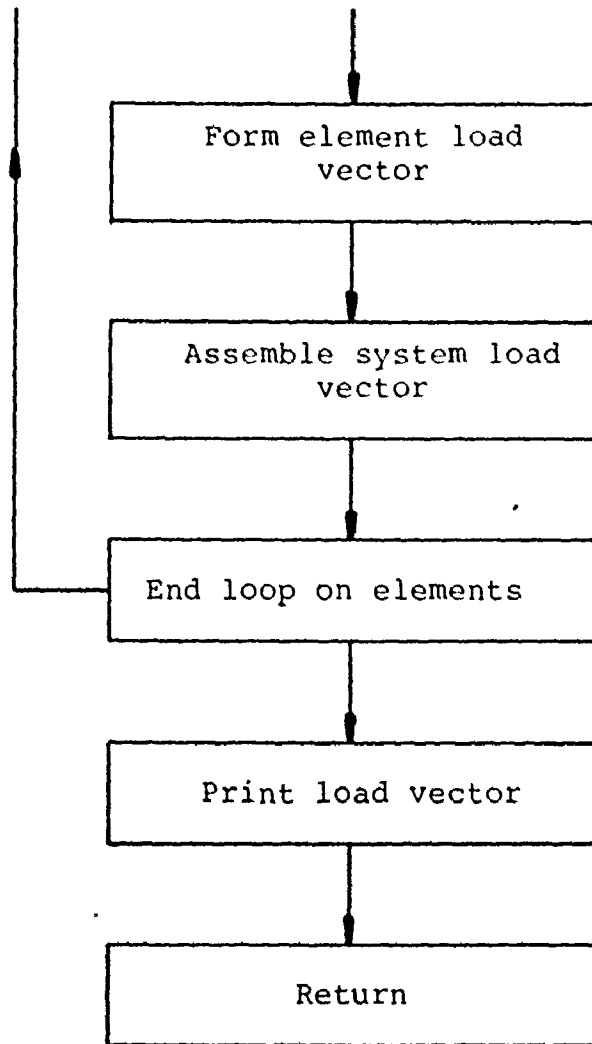 Form element load
vector
Assemble system load
vector
End loop on elements
Print load vector
Return